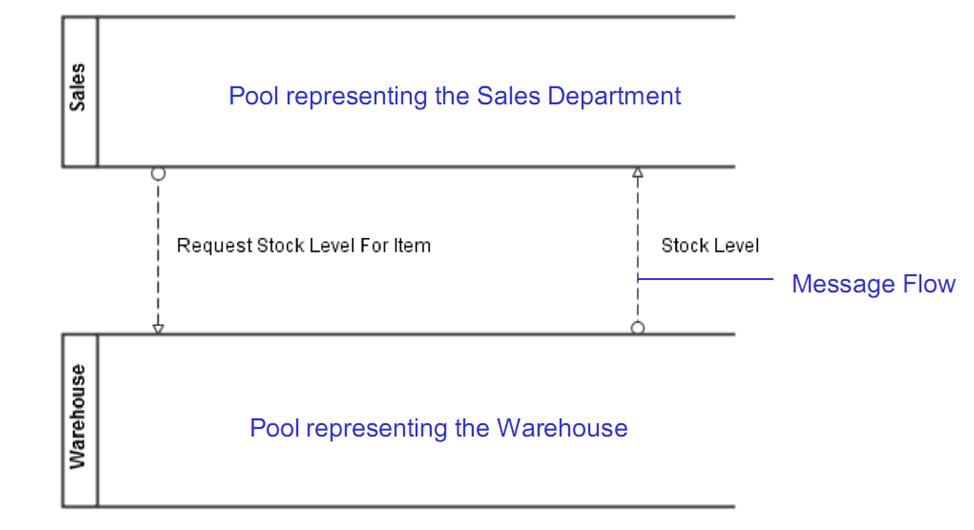 Sales
Pool representing the Sales Department
Request Stock Level For Item
Stock Level
Message Flow
Warehouse
Pool representing the Warehouse